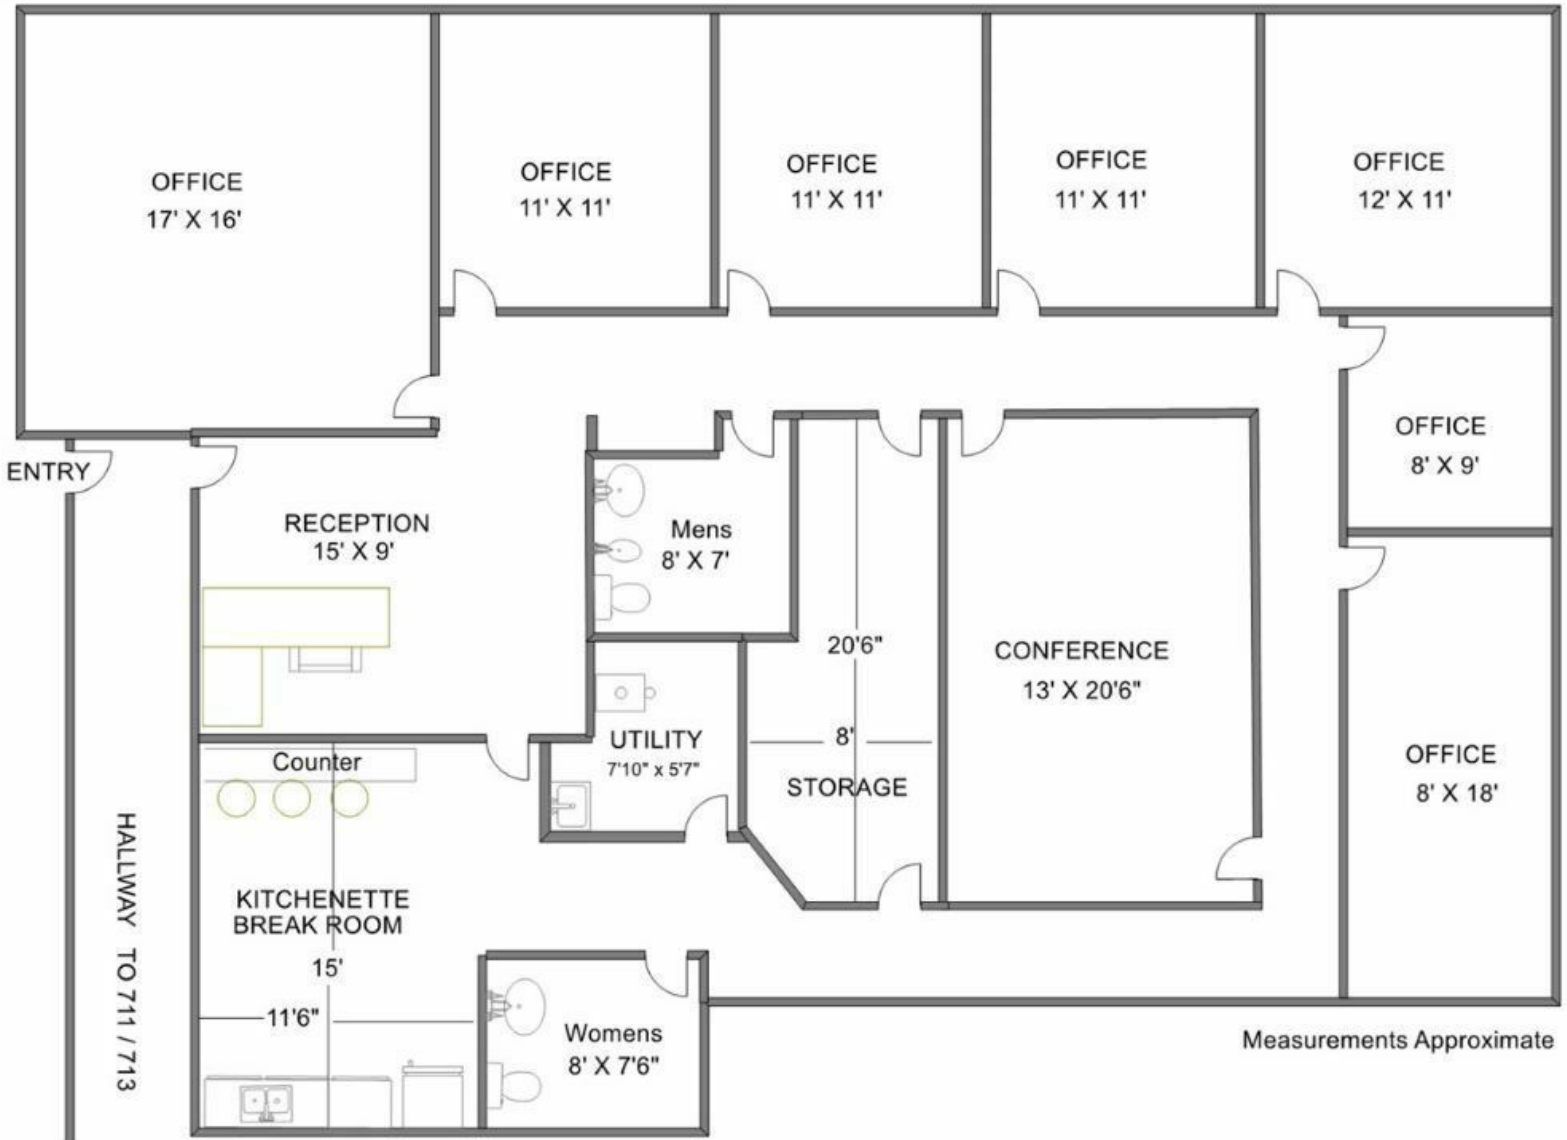 OFFICE
17' X 16'
OFFICE
11' X 11'
OFFICE
11' X 11'
OFFICE
11' X 11'
OFFICE
12' X 11'
OFFICE
8' X 9'
ENTRY
RECEPTION
15' X 9'
Mens
8' X 7'
20'6"
8'
STORAGE
CONFERENCE
13' X 20'6"
OFFICE
8' X 18'
UTILITY
7'10" x 5'7"
Counter
KITCHENETTE
BREAK ROOM
15'
11'6"
HALLWAY TO 711 / 713
Womens
8' X 7'6"
Measurements Approximate